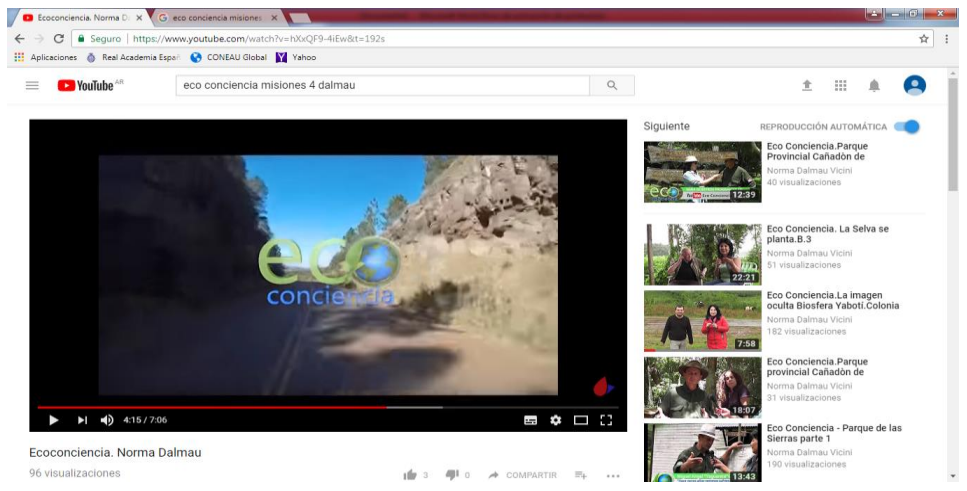 Ecoconciencia. Norma D
eco conciencia misiones
Seguro | https://www.youtube.com/watch?v=hXxQF9-4iEw&t=192s
Aplicaciones Real Academia Españ CONEAU Global Yahoo
YouTube AR
eco conciencia misiones 4 dalmau
eco
conciencia
4:15 / 7:06
Ecoconciencia. Norma Dalmau
96 visualizaciones
3 0 COMPARTIR
Siguiente REPRODUCCIÓN AUTOMÁTICA
Eco Conciencia.Parque
Provincial Cañadòn de
Norma Dalmau Vicini
40 visualizaciones
eco
12:39
Eco Conciencia. La Selva se
planta.B.3
Norma Dalmau Vicini
51 visualizaciones
22:21
Eco Conciencia.La imagen
oculta Biosfera Yabotí.Colonia
Norma Dalmau Vicini
182 visualizaciones
7:58
Eco Conciencia.Parque
provincial Cañadòn de
Norma Dalmau Vicini
31 visualizaciones
18:07
Eco Conciencia - Parque de las
Sierras parte 1
Norma Dalmau Vicini
190 visualizaciones
13:43